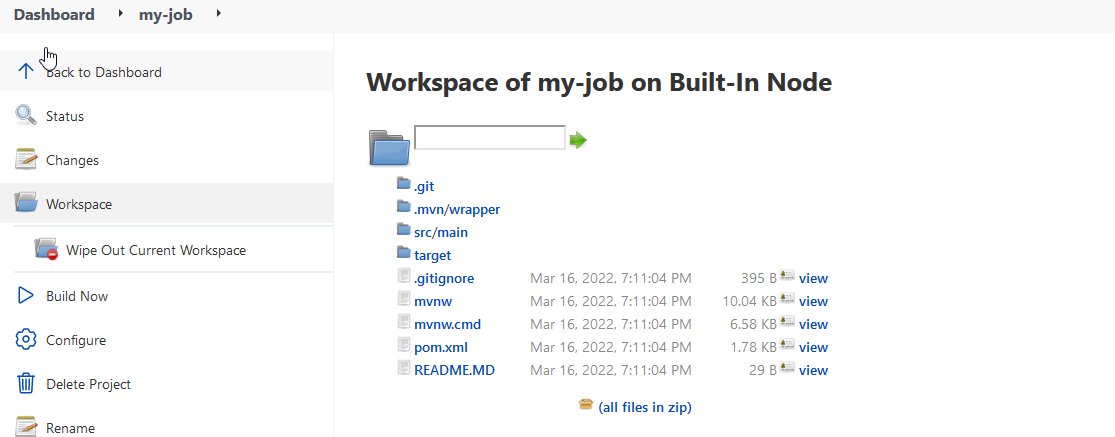 Dashboard my-job
Back to Dashboard
Status
Changes
Workspace
Wipe Out Current Workspace
Build Now
Configure
Delete Project
Rename
Workspace of my-job on Built-In Node
.git
.mvn/wrapper
src/main
target
.gitignore Mar 16, 2022, 7:11:04 PM 395 B view
mvnw Mar 16, 2022, 7:11:04 PM 10.04 KB view
mvnw.cmd Mar 16, 2022, 7:11:04 PM 6.58 KB view
pom.xml Mar 16, 2022, 7:11:04 PM 1.78 KB view
README.MD Mar 16, 2022, 7:11:04 PM 29 B view
(all files in zip)